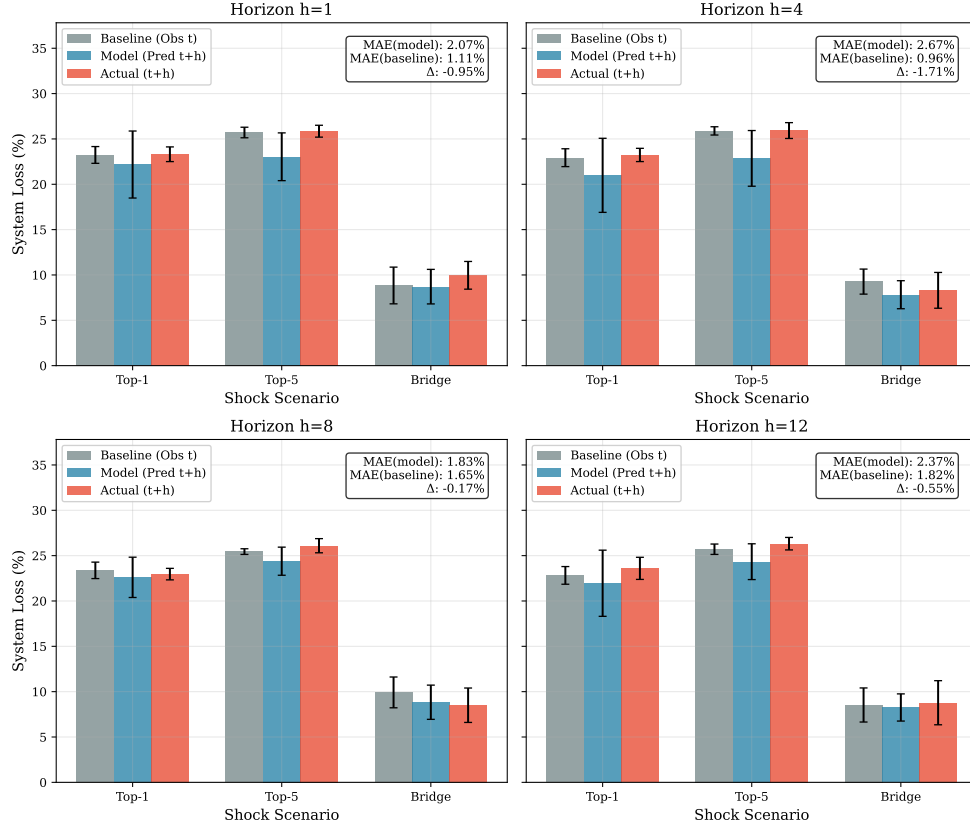 Horizon h=1
Baseline (Obs t)
Model (Pred t+h)
Actual (t+h)
MAE(model): 2.07%
MAE(baseline): 1.11%
Δ: -0.95%
System Loss (%)
35
30
25
20
15
10
5
0
Top-1
Top-5
Bridge
Shock Scenario
Horizon h=4
Baseline (Obs t)
Model (Pred t+h)
Actual (t+h)
MAE(model): 2.67%
MAE(baseline): 0.96%
Δ: -1.71%
Top-1
Top-5
Bridge
Shock Scenario
Horizon h=8
Baseline (Obs t)
Model (Pred t+h)
Actual (t+h)
MAE(model): 1.83%
MAE(baseline): 1.65%
Δ: -0.17%
System Loss (%)
35
30
25
20
15
10
5
0
Top-1
Top-5
Bridge
Shock Scenario
Horizon h=12
Baseline (Obs t)
Model (Pred t+h)
Actual (t+h)
MAE(model): 2.37%
MAE(baseline): 1.82%
Δ: -0.55%
Top-1
Top-5
Bridge
Shock Scenario